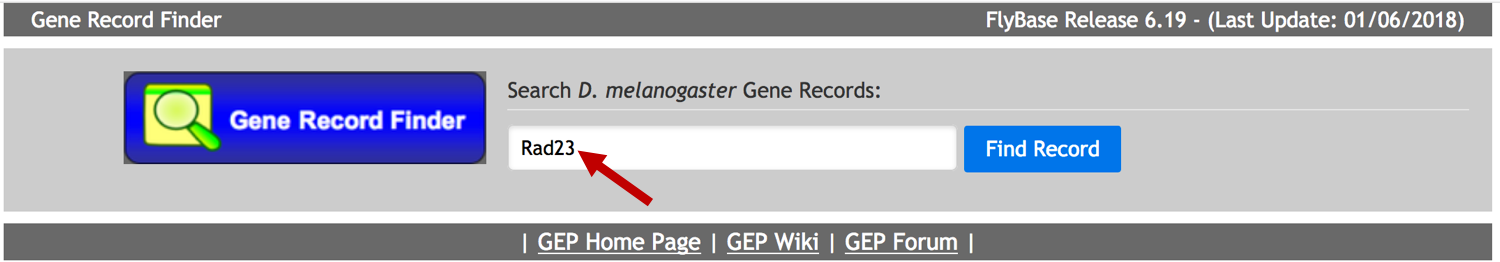 Gene Record Finder
FlyBase Release 6.19 - (Last Update: 01/06/2018)
Gene Record Finder
Search D. melanogaster Gene Records:
Rad23
Find Record
| GEP Home Page | GEP Wiki | GEP Forum |